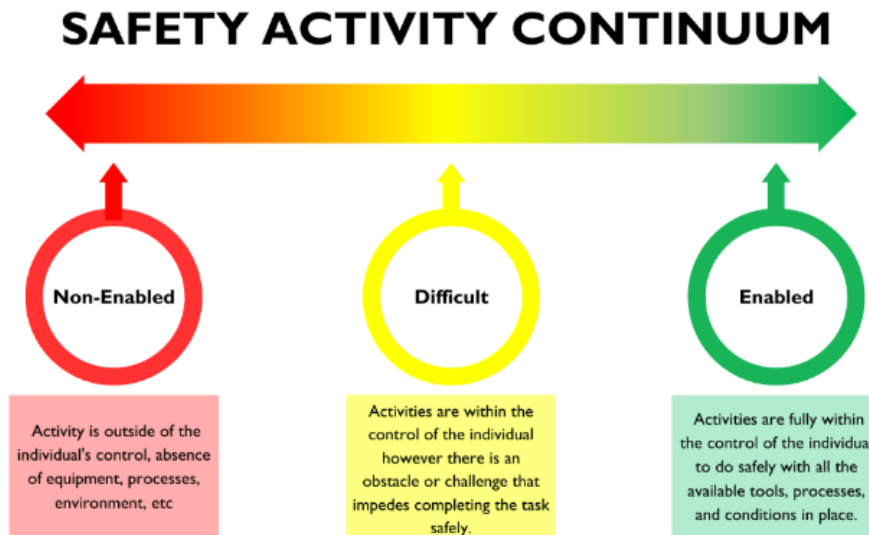 SAFETY ACTIVITY CONTINUUM
Non-Enabled
Difficult
Enabled
Activity is outside of the
individual's control, absence
of equipment, processes,
environment, etc
Activities are within the
control of the individual
however there is an
obstacle or challenge that
impedes completing the task
safely.
Activities are fully within
the control of the individua
to do safely with all the
available tools, processes,
and conditions in place.